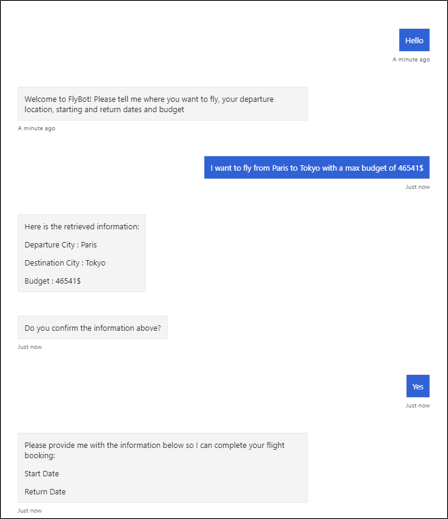 Hello
A minute ago
Welcome to FlyBot! Please tell me where you want to fly, your departure
location, starting and return dates and budget
A minute ago
I want to fly from Paris to Tokyo with a max budget of 46541$
Just now
Here is the retrieved information:
Departure City : Paris
Destination City : Tokyo
Budget : 46541$
Do you confirm the information above?
Just now
Yes
Just now
Please provide me with the information below so I can complete your flight
booking:
Start Date
Return Date
Just now